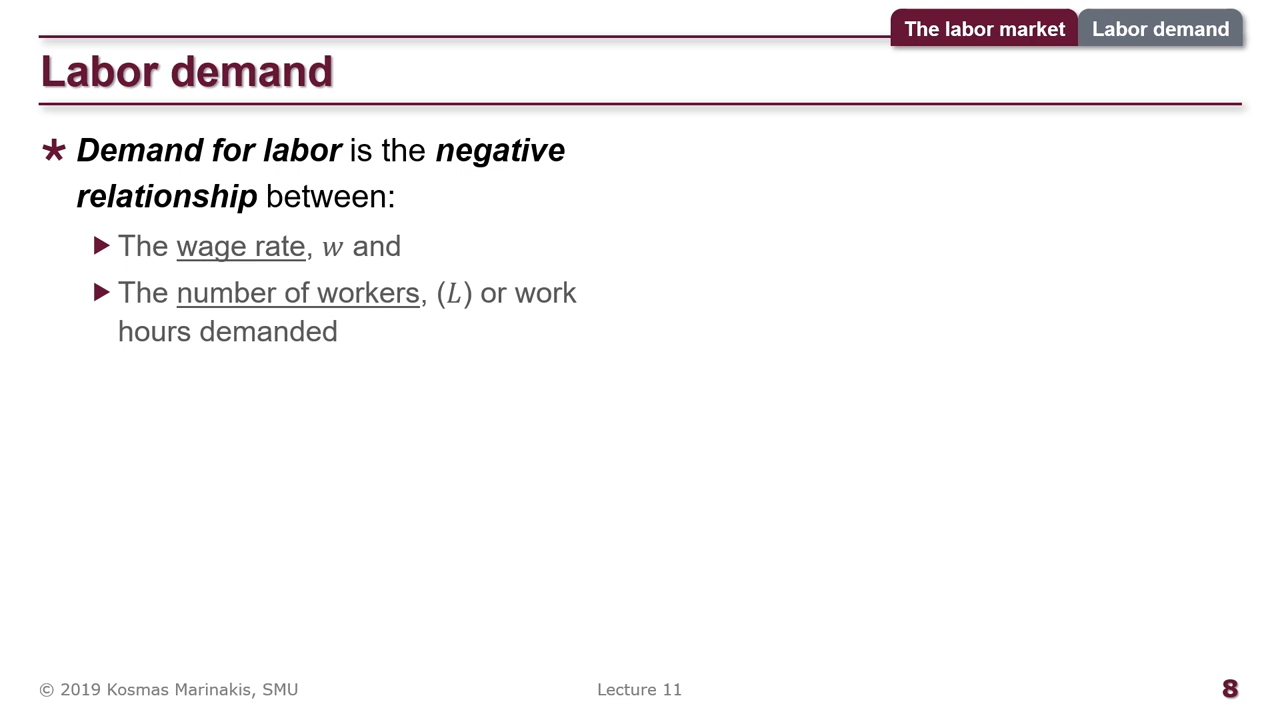 The labor market
Labor demand
Labor demand
* Demand for labor is the negative
relationship between:
▶ The wage rate, w and
▶ The number of workers, (L) or work
hours demanded
© 2019 Kosmas Marinakis, SMU
Lecture 11
8